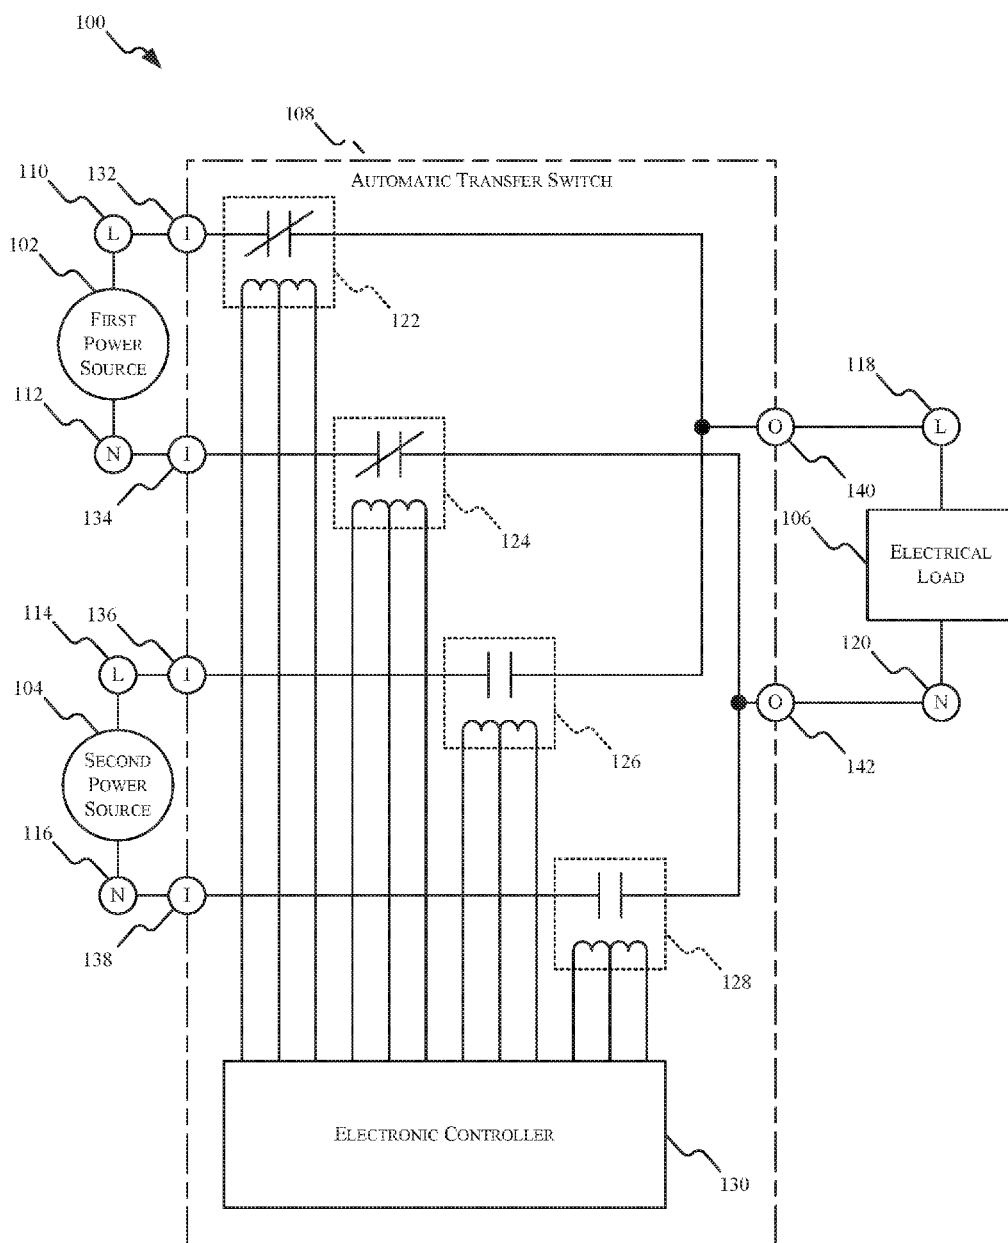 100
108
AUTOMATIC TRANSFER SWITCH
110
132
L
I
102
FIRST
POWER
SOURCE
122
112
N
I
134
124
118
O
L
140
106
ELECTRICAL
LOAD
114
136
L
I
104
SECOND
POWER
SOURCE
126
120
O
N
142
116
N
I
138
128
ELECTRONIC CONTROLLER
130